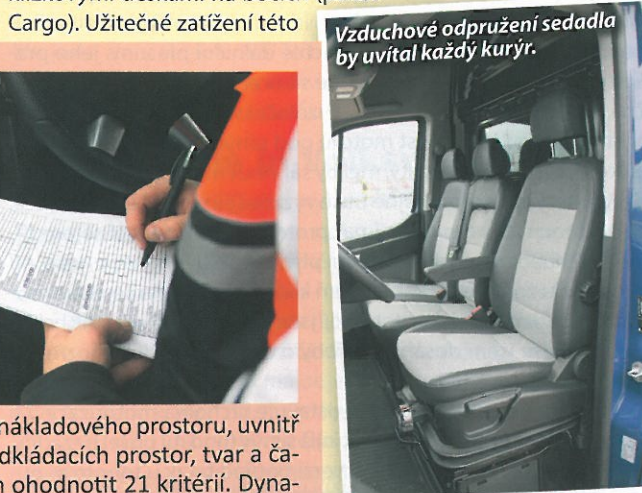 Cargo). Užitečné zatížení této
Vzduchové odpružení sedadla
by uvítal každý kurýr.
nákladového prostoru, uvnitř
dkládacích prostor, tvar a ča-
ohodnotit 21 kritérií. Dyna-